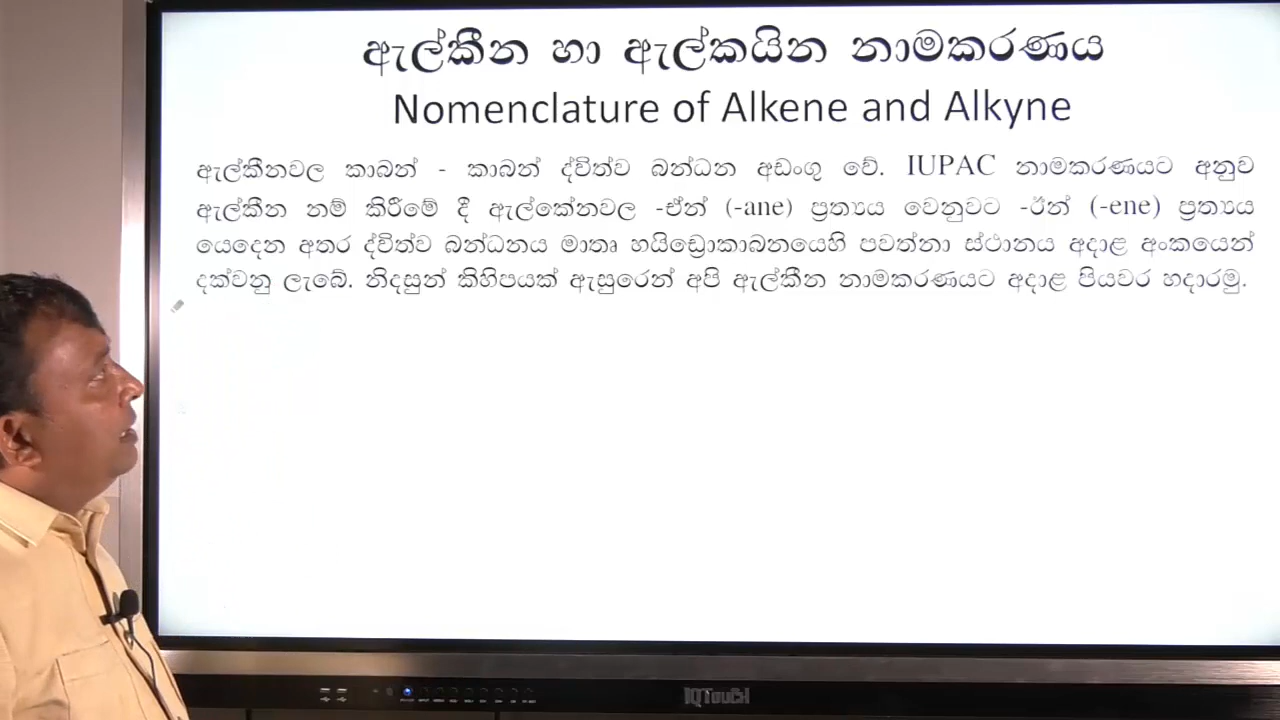 ඇල්කීන හා ඇල්කයින නාමකරණය
Nomenclature of Alkene and Alkyne
ඇල්කීනවල කාබන් - කාබන් ද්විත්ව බන්ධන අඩංගු වේ. IUPAC නාමකරණයට අනුව
ඇල්කීන නම් කිරීමේ දී ඇල්කේනවල -ඒන් (-ane) ප්‍රත්‍යය වෙනුවට -ඊන් (-ene) ප්‍රත්‍යය
යෙදෙන අතර ද්විත්ව බන්ධනය මාතෘ හයිඩ්‍රොකාබනයෙහි පවත්නා ස්ථානය අදාළ අංකයෙන්
දක්වනු ලැබේ. නිදසුන් කිහිපයක් ඇසුරෙන් අපි ඇල්කීන නාමකරණයට අදාළ පියවර හදාරමු.
IQTouch